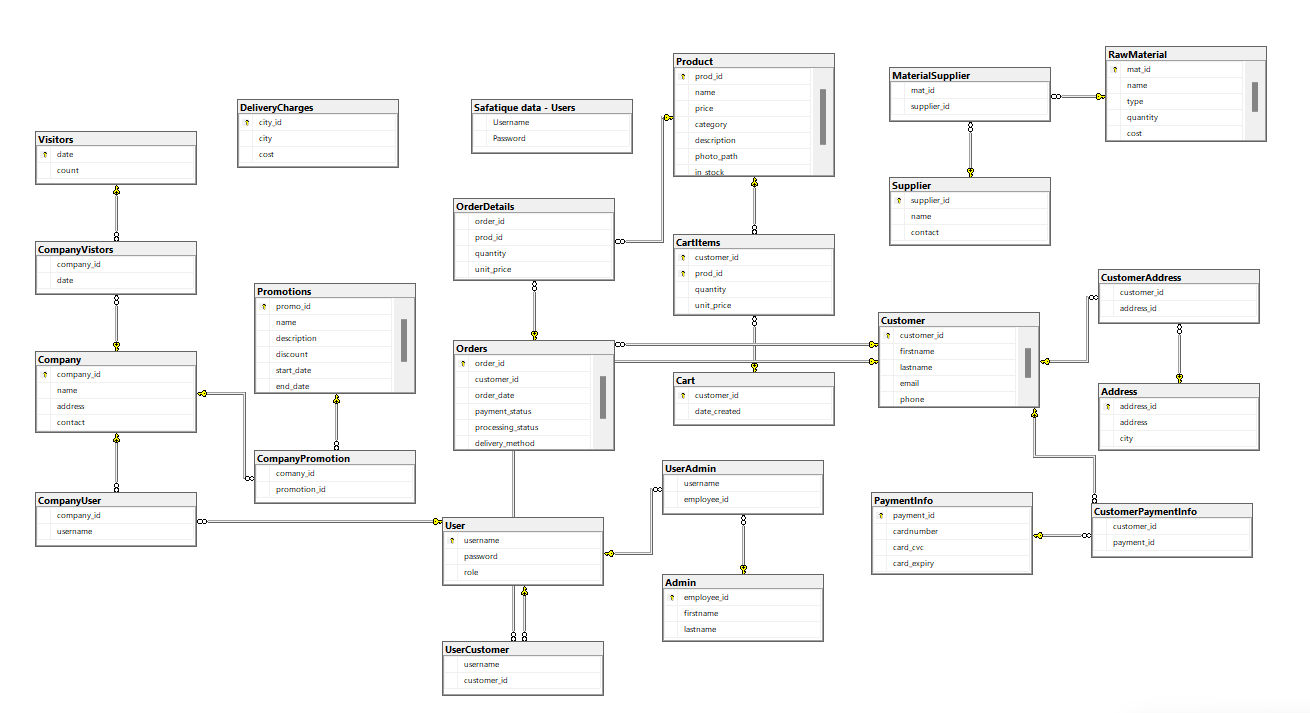 Product
prod_id
name
price
category
description
photo_path
in_stock
MaterialSupplier
mat_id
supplier_id
RawMaterial
mat_id
name
type
quantity
cost
DeliveryCharges
city_id
city
cost
Safatique data - Users
Username
Password
Visitors
date
count
Supplier
supplier_id
name
contact
OrderDetails
order_id
prod_id
quantity
unit_price
CartItems
customer_id
prod_id
quantity
unit_price
CompanyVistors
company_id
date
Promotions
promo_id
name
description
discount
start_date
end_date
CustomerAddress
customer_id
address_id
Customer
customer_id
firstname
lastname
email
phone
Company
company_id
name
address
contact
Orders
order_id
customer_id
order_date
payment_status
processing_status
delivery_method
Cart
customer_id
date_created
Address
address_id
address
city
CompanyPromotion
comany_id
promotion_id
UserAdmin
username
employee_id
CompanyUser
company_id
username
PaymentInfo
payment_id
cardnumber
card_cvc
card_expiry
CustomerPaymentInfo
customer_id
payment_id
User
username
password
role
Admin
employee_id
firstname
lastname
UserCustomer
username
customer_id